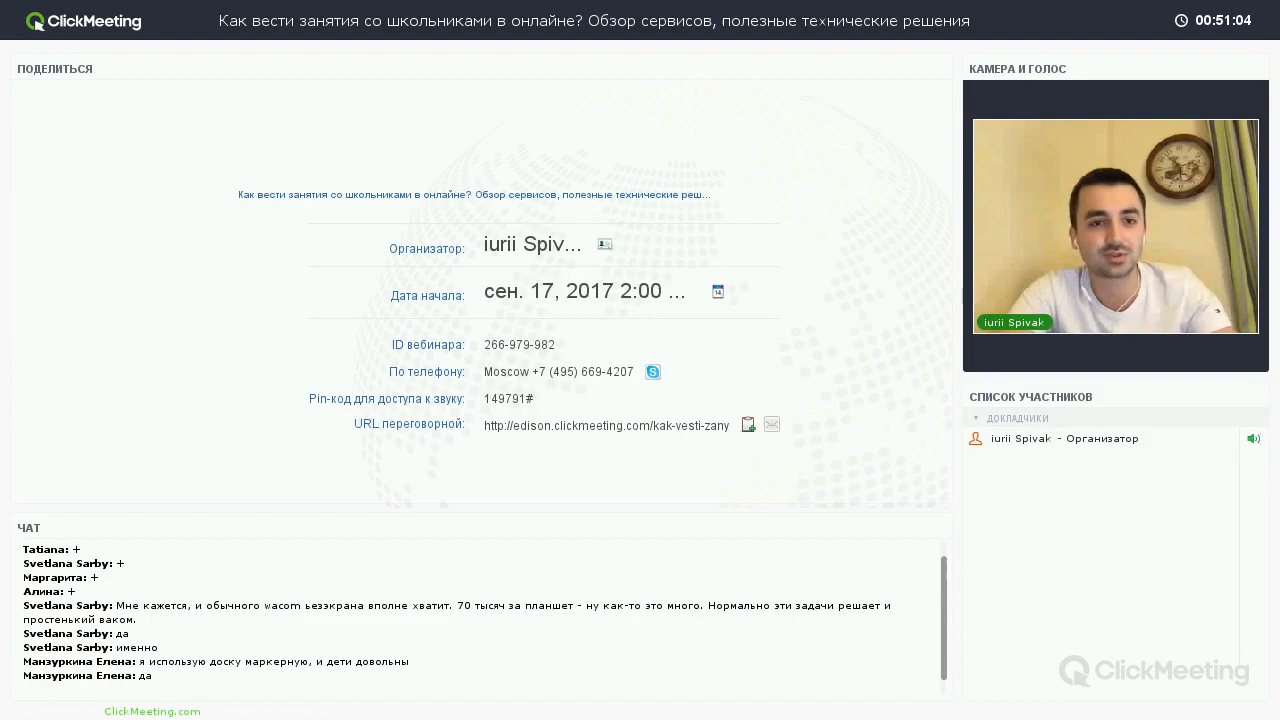 ClickMeeting
Как вести занятия со школьниками в онлайне? Обзор сервисов, полезные технические решения
00:51:04
ПОДЕЛИТЬСЯ
КАМЕРА И ГОЛОС
Как вести занятия со школьниками в онлайне? Обзор сервисов, полезные технические реш...
Организатор: iurii Spiv...
Дата начала: сен. 17, 2017 2:00 ...
14
ID вебинара: 266-979-982
По телефону: Moscow +7 (495) 669-4207
Pin-код для доступа к звуку: 149791#
URL переговорной: http://edison.clickmeeting.com/kak-vesti-zany
iurii Spivak
СПИСОК УЧАСТНИКОВ
ДОКЛАДЧИКИ
iurii Spivak - Организатор
ЧАТ
Tatiana: +
Svetlana Sarby: +
Маргарита: +
Алина: +
Svetlana Sarby: Мне кажется, и обычного wacom ьеззкрана вполне хватит. 70 тысяч за планшет - ну как-то это много. Нормально эти задачи решает и
простенький ваком.
Svetlana Sarby: да
Svetlana Sarby: именно
Манзуркина Елена: я использую доску маркерную, и дети довольны
Манзуркина Елена: да
ClickMeeting
ClickMeeting.com